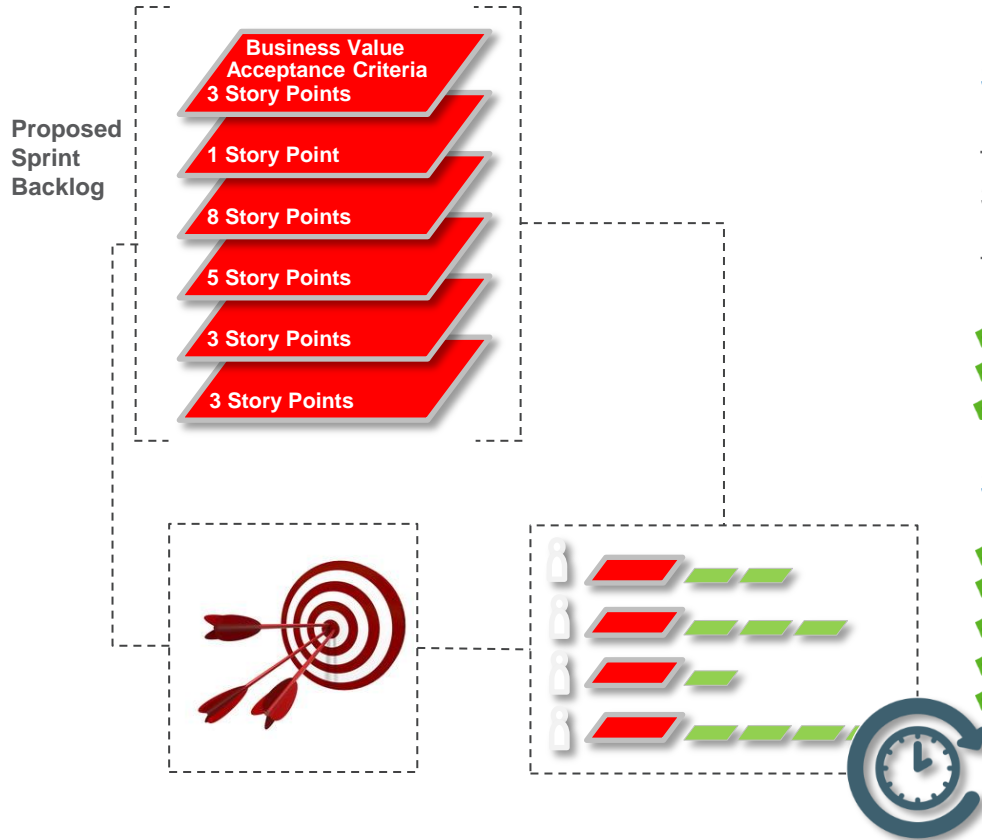 Business Value
Acceptance Criteria
3 Story Points
Proposed
Sprint
Backlog
1 Story Point
8 Story Points
5 Story Points
3 Story Points
3 Story Points